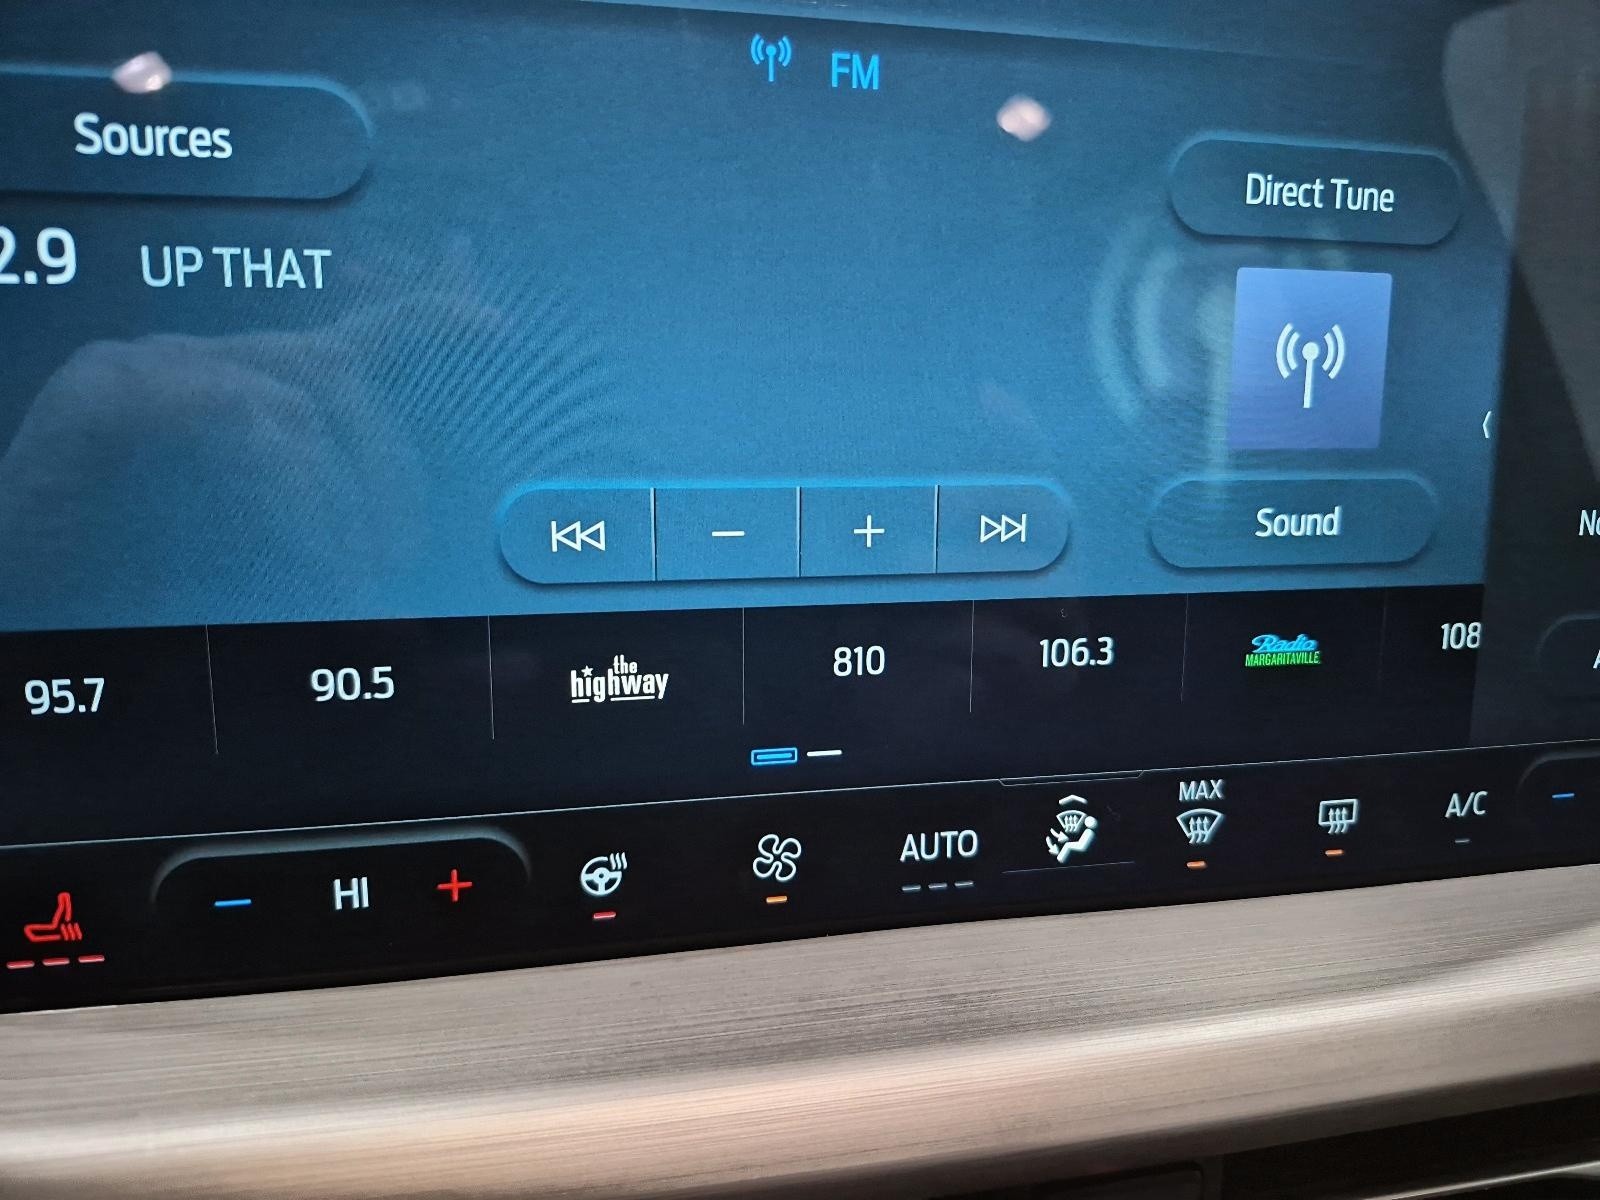 FM
Sources
Direct Tune
2.9 UP THAT
Sound
95.7
90.5
the highway
810
106.3
Radio
MARGARITAVILLE
108
HI
AUTO
MAX
A/C